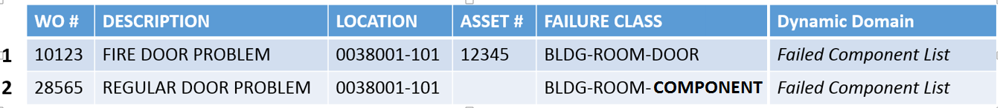 WO # DESCRIPTION LOCATION ASSET # FAILURE CLASS Dynamic Domain
1 10123 FIRE DOOR PROBLEM 0038001-101 12345 BLDG-ROOM-DOOR Failed Component List
2 28565 REGULAR DOOR PROBLEM 0038001-101 BLDG-ROOM-COMPONENT Failed Component List